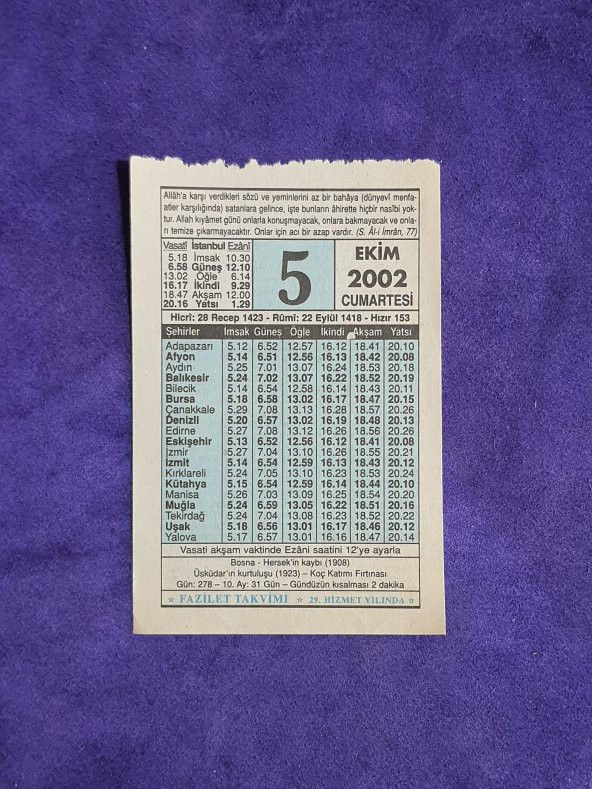 Allâh'a karşı verdikleri sözü ve yeminlerini az bir bahâya (dünyevî menfa-
atler karşılığında) satanlara gelince, işte bunların âhirette hiçbir nasîbi yok-
tur. Allah kıyâmet günü onlarla konuşmayacak, onlara bakmayacak ve onla-
rı temize çıkarmayacaktır. Onlar için acı bir azap vardır. (S. Âl-i İmrân, 77)
Vasatî İstanbul Ezânî
5.18 İmsak 10.30
6.58 Güneş 12.10
13.02 Öğle 6.14
16.17 İkindi 9.29
18.47 Akşam 12.00
20.16 Yatsı 1.29
5
EKİM
2002
CUMARTESİ
Hicrî: 28 Recep 1423 - Rûmî: 22 Eylül 1418 - Hızır 153
Şehirler İmsak Güneş Öğle İkindi Akşam Yatsı
Adapazarı 5.12 6.52 12.57 16.12 18.41 20.10
Afyon 5.14 6.51 12.56 16.13 18.42 20.08
Aydın 5.25 7.01 13.07 16.24 18.53 20.18
Balıkesir 5.24 7.02 13.07 16.22 18.52 20.19
Bilecik 5.14 6.54 12.58 16.14 18.43 20.11
Bursa 5.18 6.58 13.02 16.17 18.47 20.15
Çanakkale 5.29 7.08 13.13 16.28 18.57 20.26
Denizli 5.20 6.57 13.02 16.19 18.48 20.13
Edirne 5.27 7.08 13.12 16.26 18.56 20.26
Eskişehir 5.13 6.52 12.56 16.12 18.41 20.08
İzmir 5.27 7.04 13.10 16.26 18.55 20.21
İzmit 5.14 6.54 12.59 16.13 18.43 20.12
Kırklareli 5.24 7.05 13.10 16.23 18.53 20.24
Kütahya 5.15 6.54 12.59 16.14 18.44 20.10
Manisa 5.26 7.03 13.09 16.25 18.54 20.20
Muğla 5.24 6.59 13.05 16.22 18.51 20.16
Tekirdağ 5.24 7.04 13.08 16.23 18.52 20.22
Uşak 5.18 6.56 13.01 16.17 18.46 20.12
Yalova 5.17 6.57 13.01 16.16 18.47 20.14
Vasati akşam vaktinde Ezâni saatini 12'ye ayarla
Bosna - Hersek'in kaybı (1908)
Üsküdar'ın kurtuluşu (1923) – Koç Katımı Fırtınası
Gün: 278 – 10. Ay: 31 Gün – Gündüzün kısalması 2 dakika
FAZİLET TAKVİMİ 29. HİZMET YILINDA